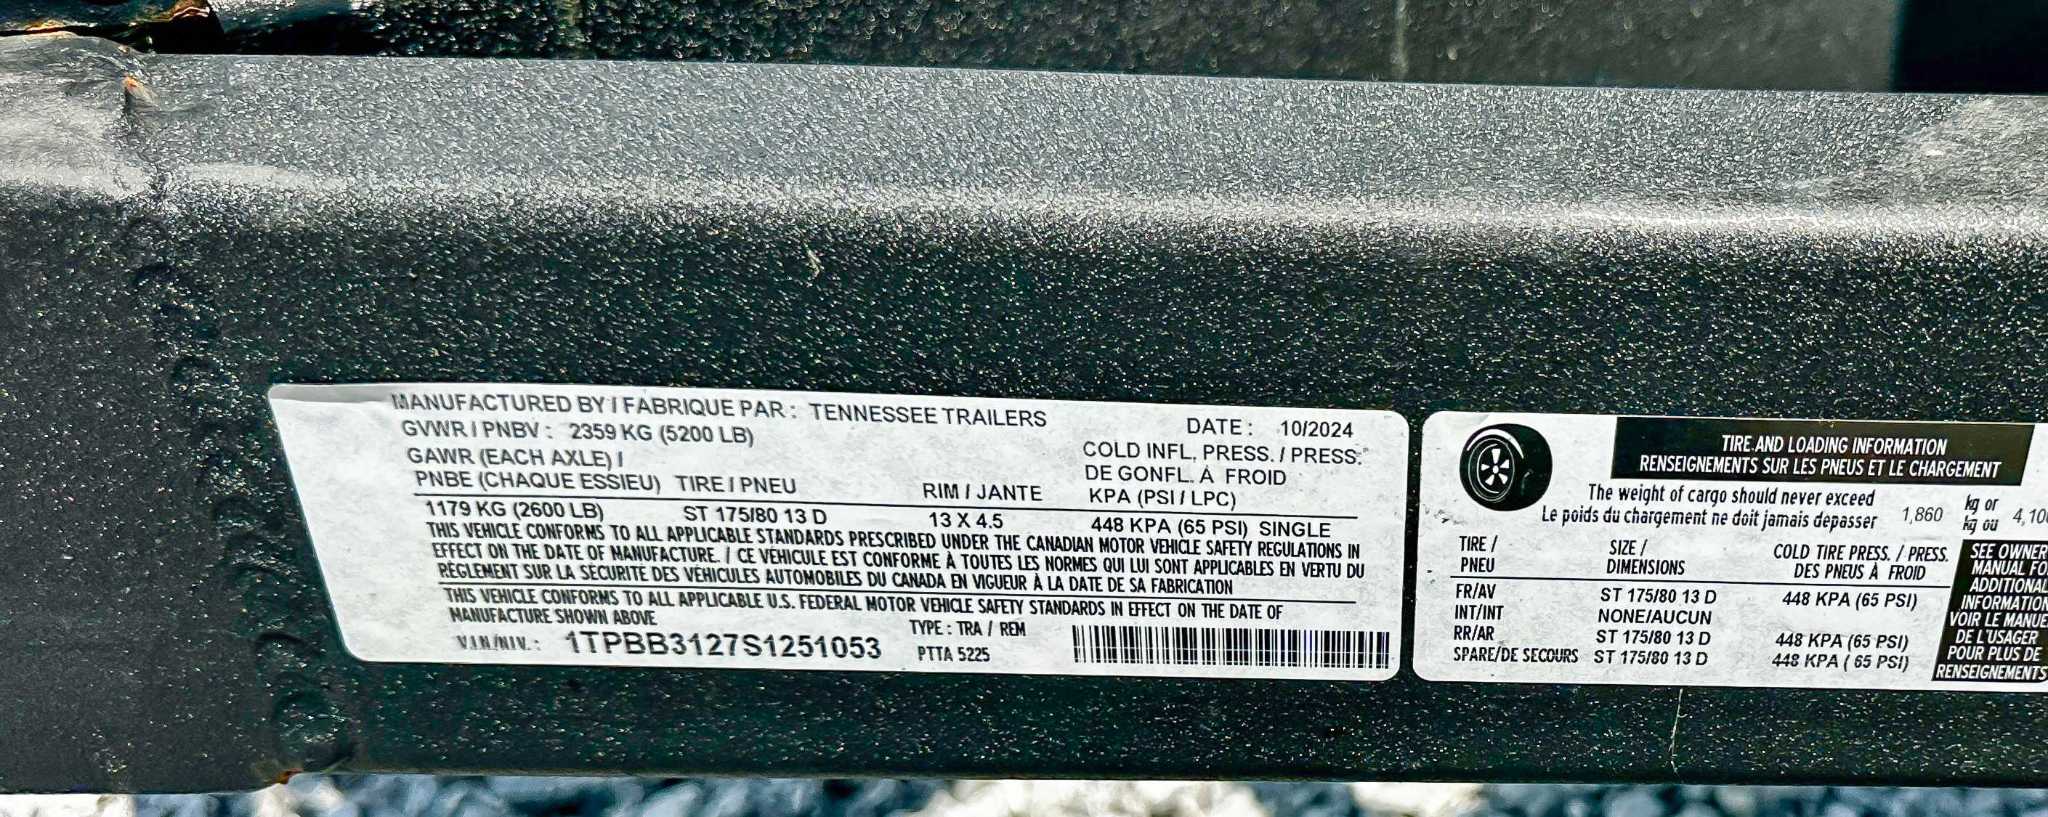 MANUFACTURED BY / FABRIQUE PAR : TENNESSEE TRAILERS
DATE : 10/2024
GVWR / PNBV : 2359 KG (5200 LB)
COLD INFL. PRESS. / PRESS.
GAWR (EACH AXLE) /
DE GONFL. À FROID
PNBE (CHAQUE ESSIEU) TIRE / PNEU RIM / JANTE KPA (PSI / LPC)
1179 KG (2600 LB) ST 175/80 13 D 13 X 4.5 448 KPA (65 PSI) SINGLE
THIS VEHICLE CONFORMS TO ALL APPLICABLE STANDARDS PRESCRIBED UNDER THE CANADIAN MOTOR VEHICLE SAFETY REGULATIONS IN
EFFECT ON THE DATE OF MANUFACTURE. / CE VÉHICULE EST CONFORME À TOUTES LES NORMES QUI LUI SONT APPLICABLES EN VERTU DU
RÈGLEMENT SUR LA SÉCURITÉ DES VÉHICULES AUTOMOBILES DU CANADA EN VIGUEUR À LA DATE DE SA FABRICATION
THIS VEHICLE CONFORMS TO ALL APPLICABLE U.S. FEDERAL MOTOR VEHICLE SAFETY STANDARDS IN EFFECT ON THE DATE OF
MANUFACTURE SHOWN ABOVE
V.I.N./N.I.V. : 1TPBB3127S1251053
TYPE : TRA / REM
PTTA 5225
TIRE AND LOADING INFORMATION
RENSEIGNEMENTS SUR LES PNEUS ET LE CHARGEMENT
The weight of cargo should never exceed
Le poids du chargement ne doit jamais depasser
1,860
kg or
kg ou
4,100
TIRE / SIZE / COLD TIRE PRESS. / PRESS.
PNEU DIMENSIONS DES PNEUS À FROID
FR/AV ST 175/80 13 D 448 KPA (65 PSI)
INT/INT NONE/AUCUN
RR/AR ST 175/80 13 D 448 KPA (65 PSI)
SPARE/DE SECOURS ST 175/80 13 D 448 KPA ( 65 PSI)
SEE OWNER
MANUAL FO
ADDITIONAL
INFORMATION
VOIR LE MANUE
DE L'USAGER
POUR PLUS DE
RENSEIGNEMENTS